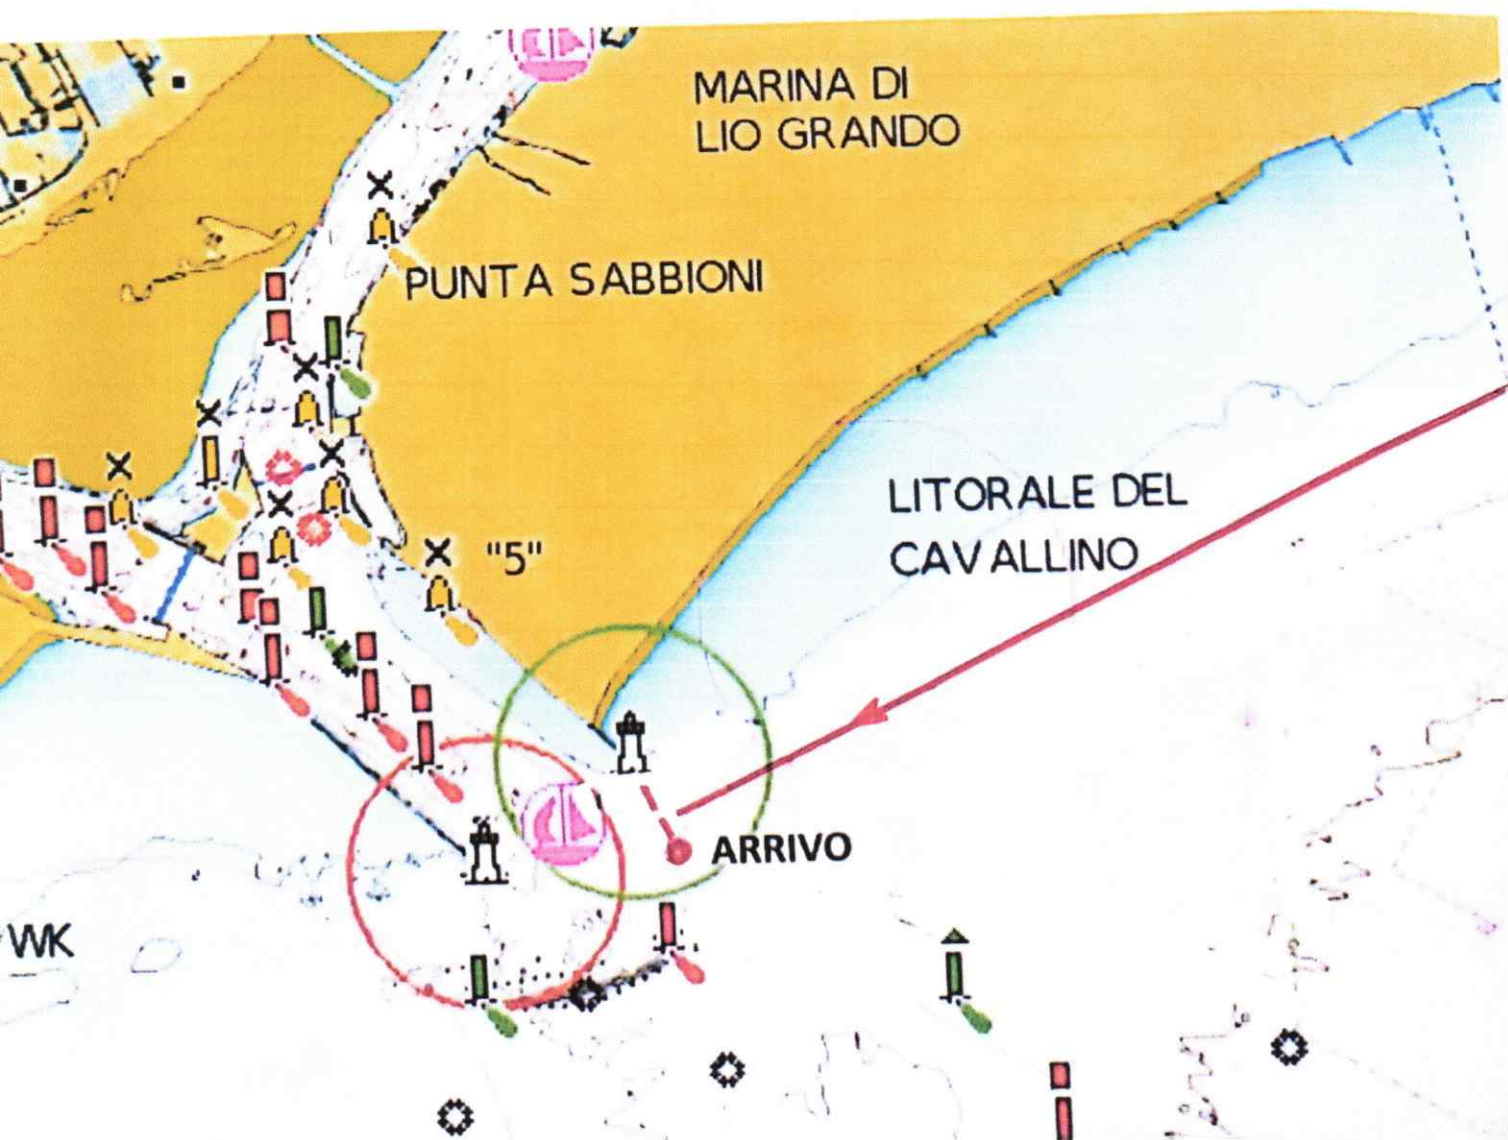 MARINA DI
LIO GRANDO
PUNTA SABBIONI
LITORALE DEL
CAVALLINO
"5"
ARRIVO
WK